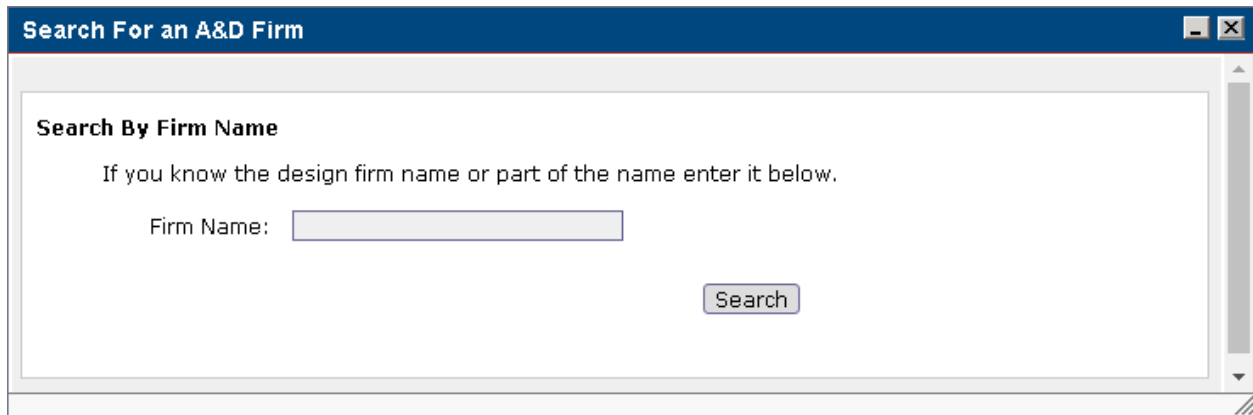 Search For an A&D Firm
Search By Firm Name
If you know the design firm name or part of the name enter it below.
Firm Name:
Search